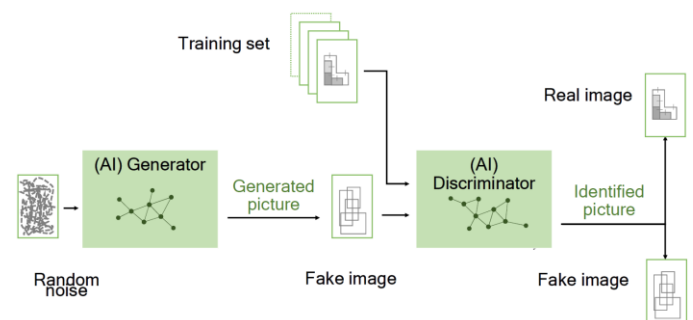 Training set
Real image
(AI) Generator
(AI)
Discriminator
Generated
picture
Identified
picture
Random
noise
Fake image
Fake image